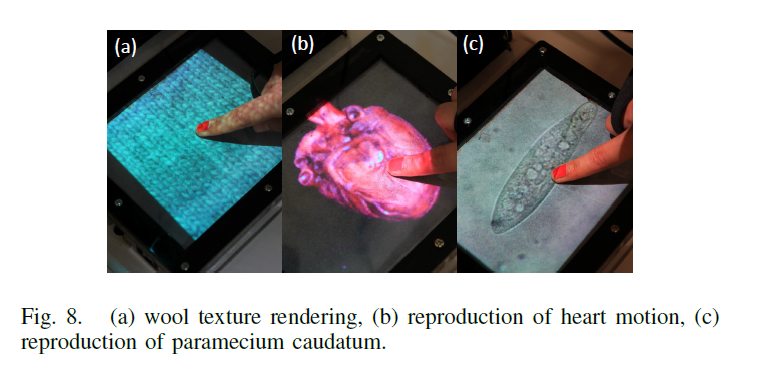 (a) (b) (c)
Fig. 8. (a) wool texture rendering, (b) reproduction of heart motion, (c)
reproduction of paramecium caudatum.